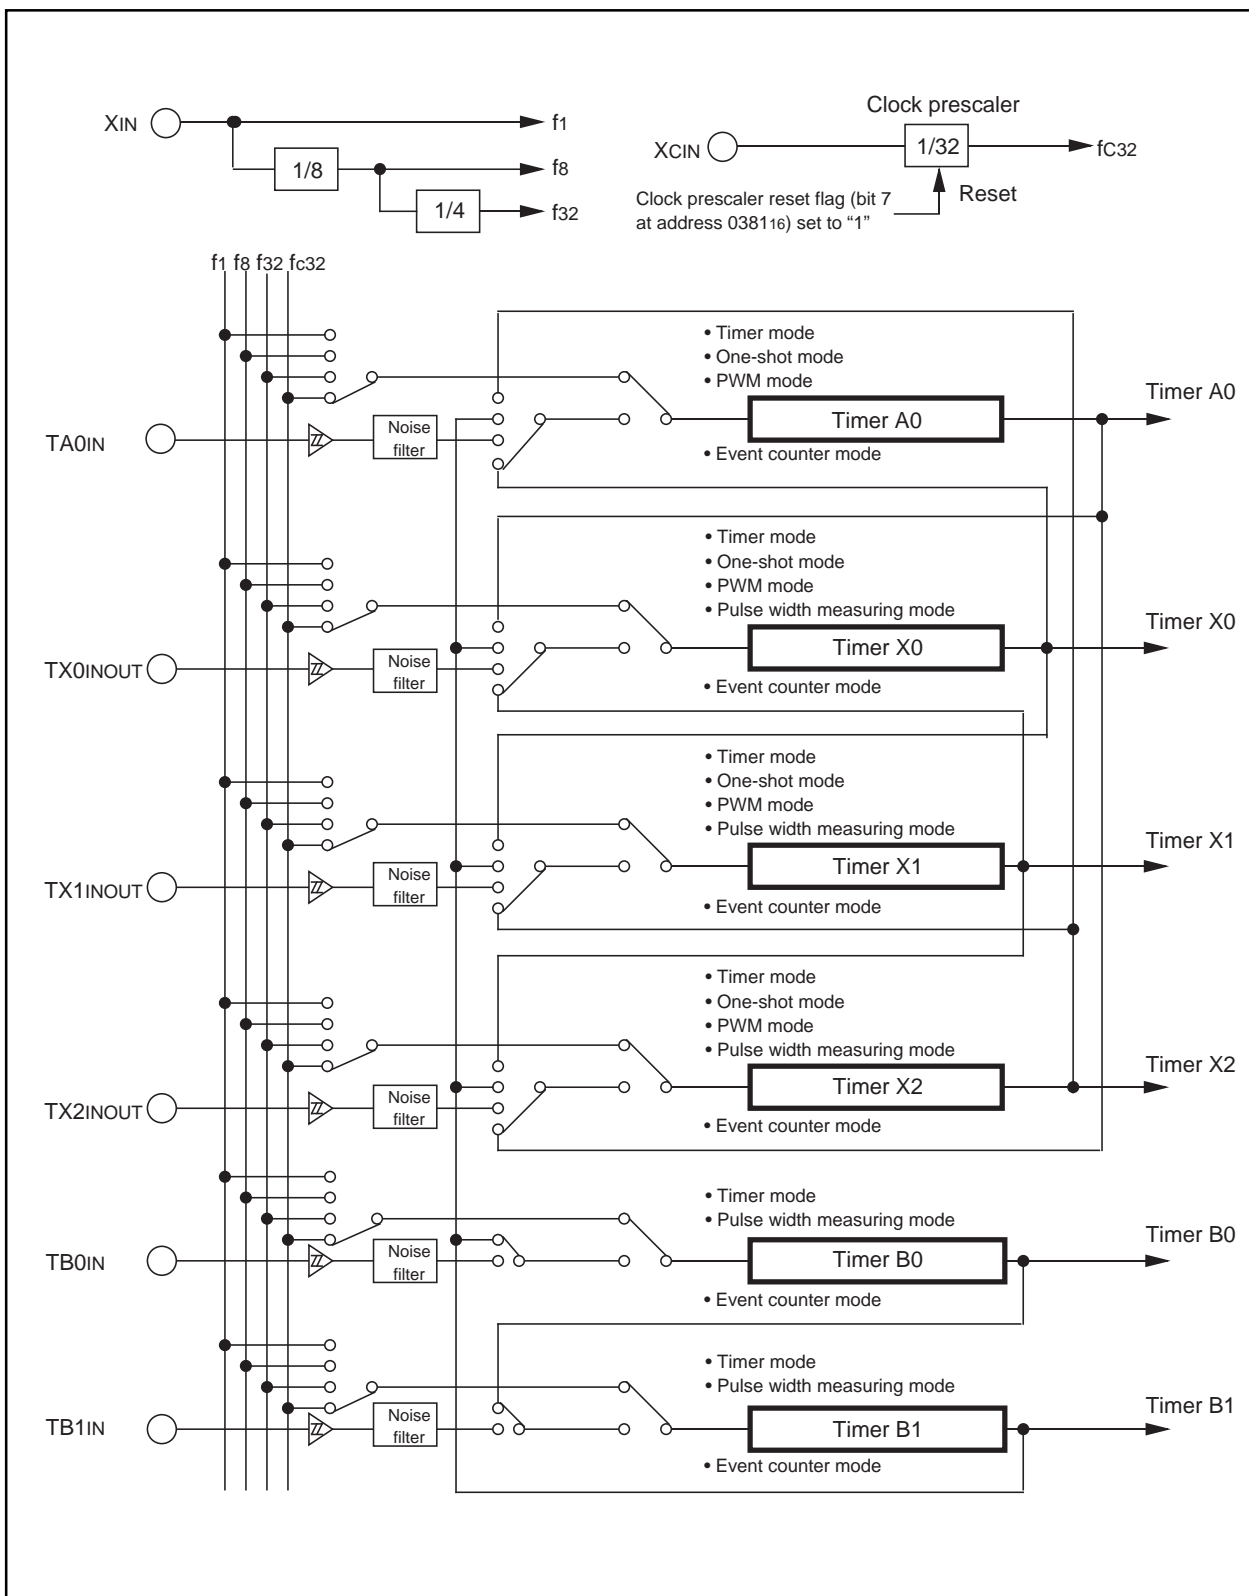 XIN
f1
1/8
f8
1/4
f32
Clock prescaler
XCIN
1/32
fC32
Clock prescaler reset flag (bit 7
at address 038116) set to “1”
Reset
f1 f8 f32 fc32
• Timer mode
• One-shot mode
• PWM mode
Timer A0
TA0IN
Noise
filter
Timer A0
• Event counter mode
• Timer mode
• One-shot mode
• PWM mode
• Pulse width measuring mode
Timer X0
TX0INOUT
Noise
filter
Timer X0
• Event counter mode
• Timer mode
• One-shot mode
• PWM mode
• Pulse width measuring mode
Timer X1
TX1INOUT
Noise
filter
Timer X1
• Event counter mode
• Timer mode
• One-shot mode
• PWM mode
• Pulse width measuring mode
Timer X2
TX2INOUT
Noise
filter
Timer X2
• Event counter mode
• Timer mode
• Pulse width measuring mode
Timer B0
TB0IN
Noise
filter
Timer B0
• Event counter mode
• Timer mode
• Pulse width measuring mode
Timer B1
TB1IN
Noise
filter
Timer B1
• Event counter mode